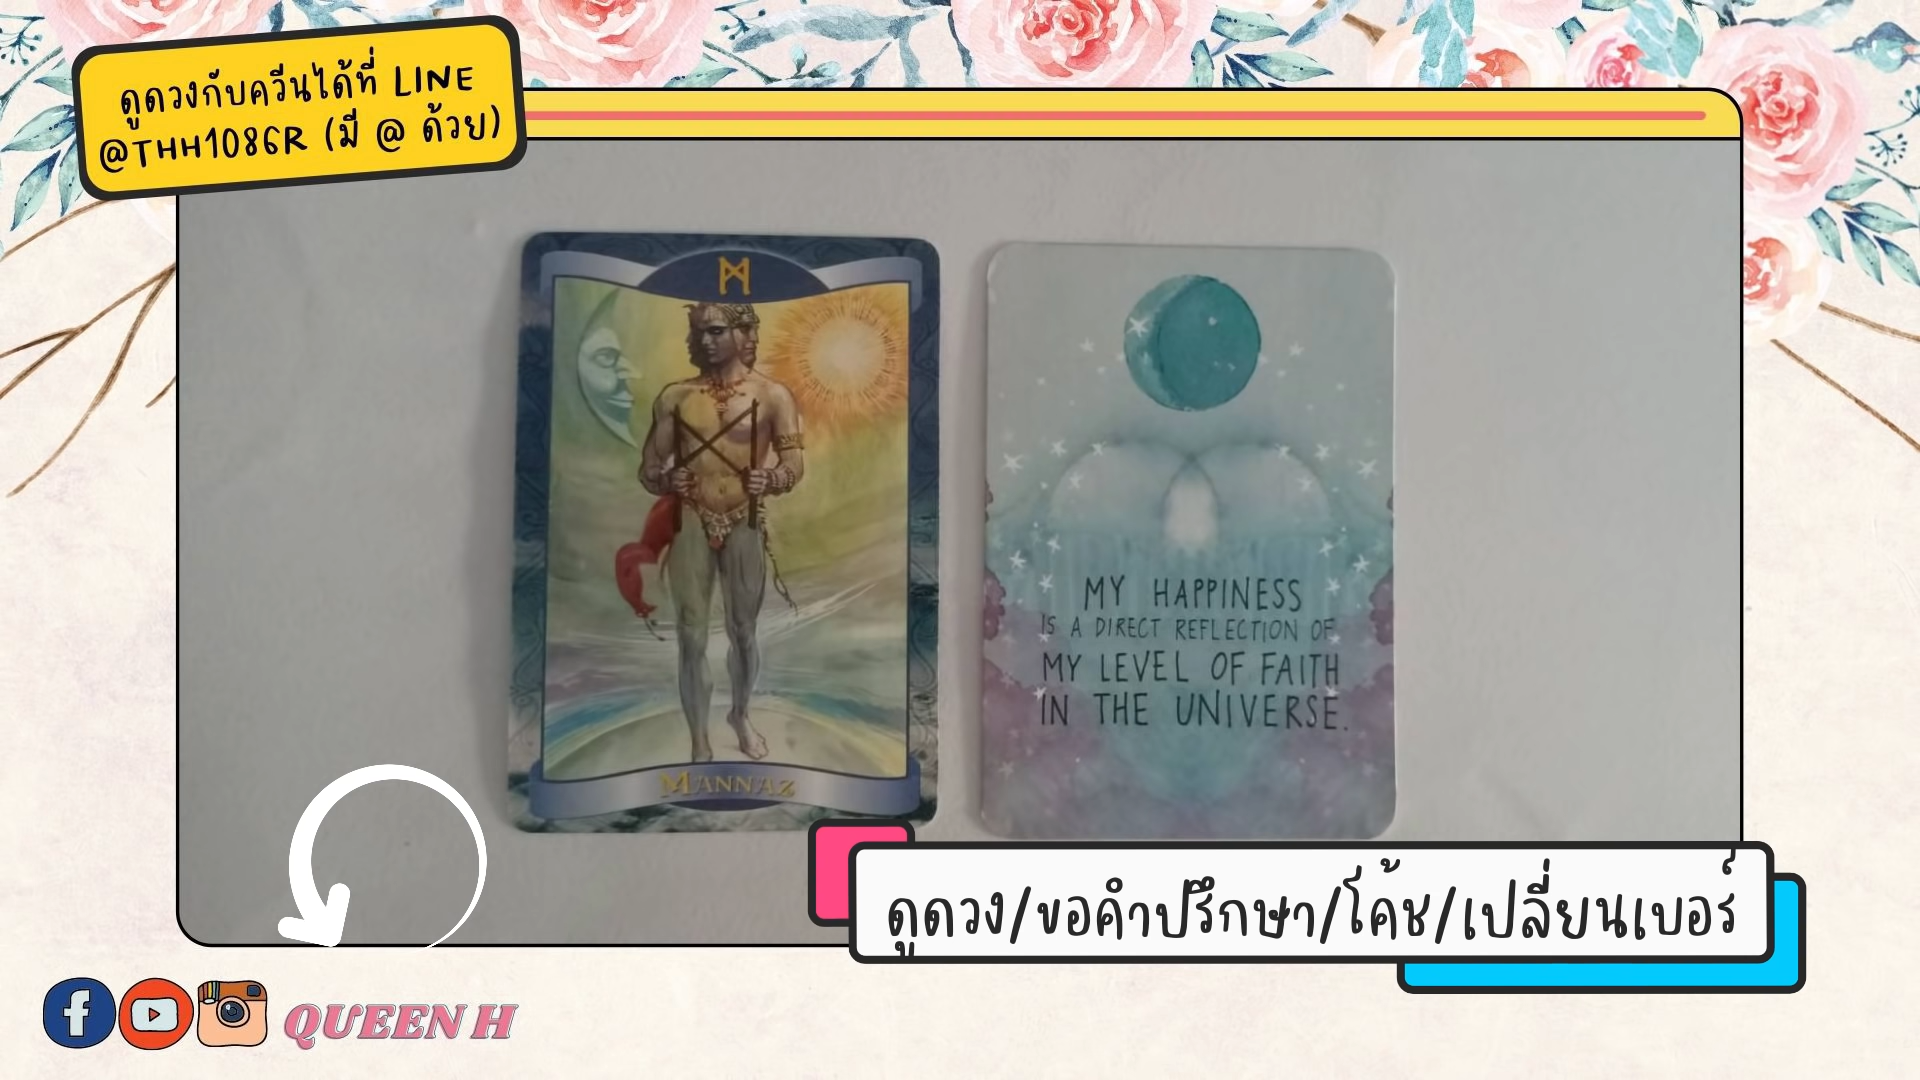 ดูดวงกับควีนได้ที่ LINE
@THH1086R (มี @ ด้วย)
ᛗ
MANNAZ
MY HAPPINESS
IS A DIRECT REFLECTION OF
MY LEVEL OF FAITH
IN THE UNIVERSE.
ดูดวง/ขอคำปรึกษา/โค้ช/เปลี่ยนเบอร์
QUEEN H